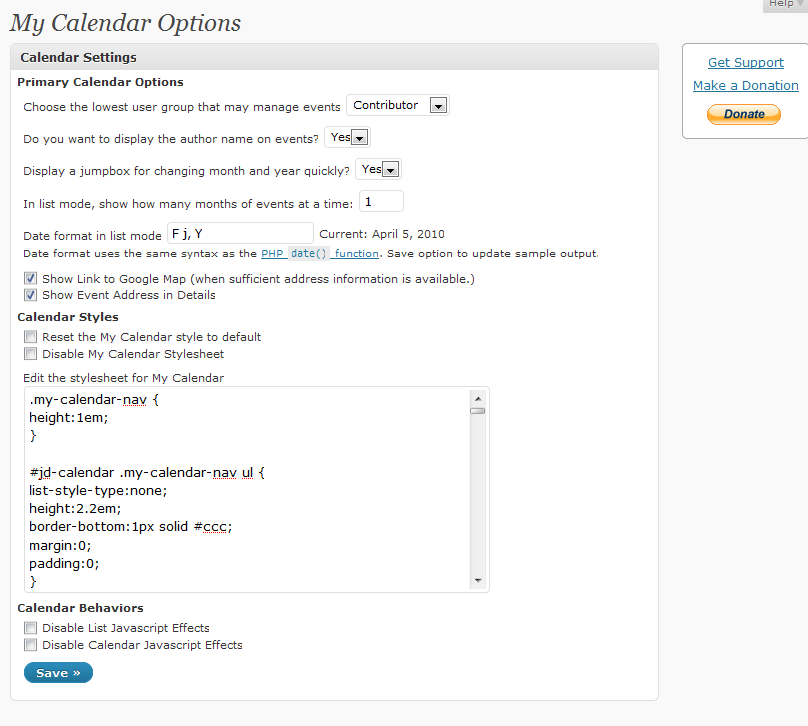 Help
My Calendar Options
Calendar Settings
Get Support
Make a Donation
Donate
Primary Calendar Options
Choose the lowest user group that may manage events Contributor
Do you want to display the author name on events? Yes
Display a jumpbox for changing month and year quickly? Yes
In list mode, show how many months of events at a time: 1
Date format in list mode F j, Y Current: April 5, 2010
Date format uses the same syntax as the PHP date() function. Save option to update sample output.
Show Link to Google Map (when sufficient address information is available.)
Show Event Address in Details
Calendar Styles
Reset the My Calendar style to default
Disable My Calendar Stylesheet
Edit the stylesheet for My Calendar
.my-calendar-nav {
height:1em;
}
#jd-calendar .my-calendar-nav ul {
list-style-type:none;
height:2.2em;
border-bottom:1px solid #ccc;
margin:0;
padding:0;
}
Calendar Behaviors
Disable List Javascript Effects
Disable Calendar Javascript Effects
Save »